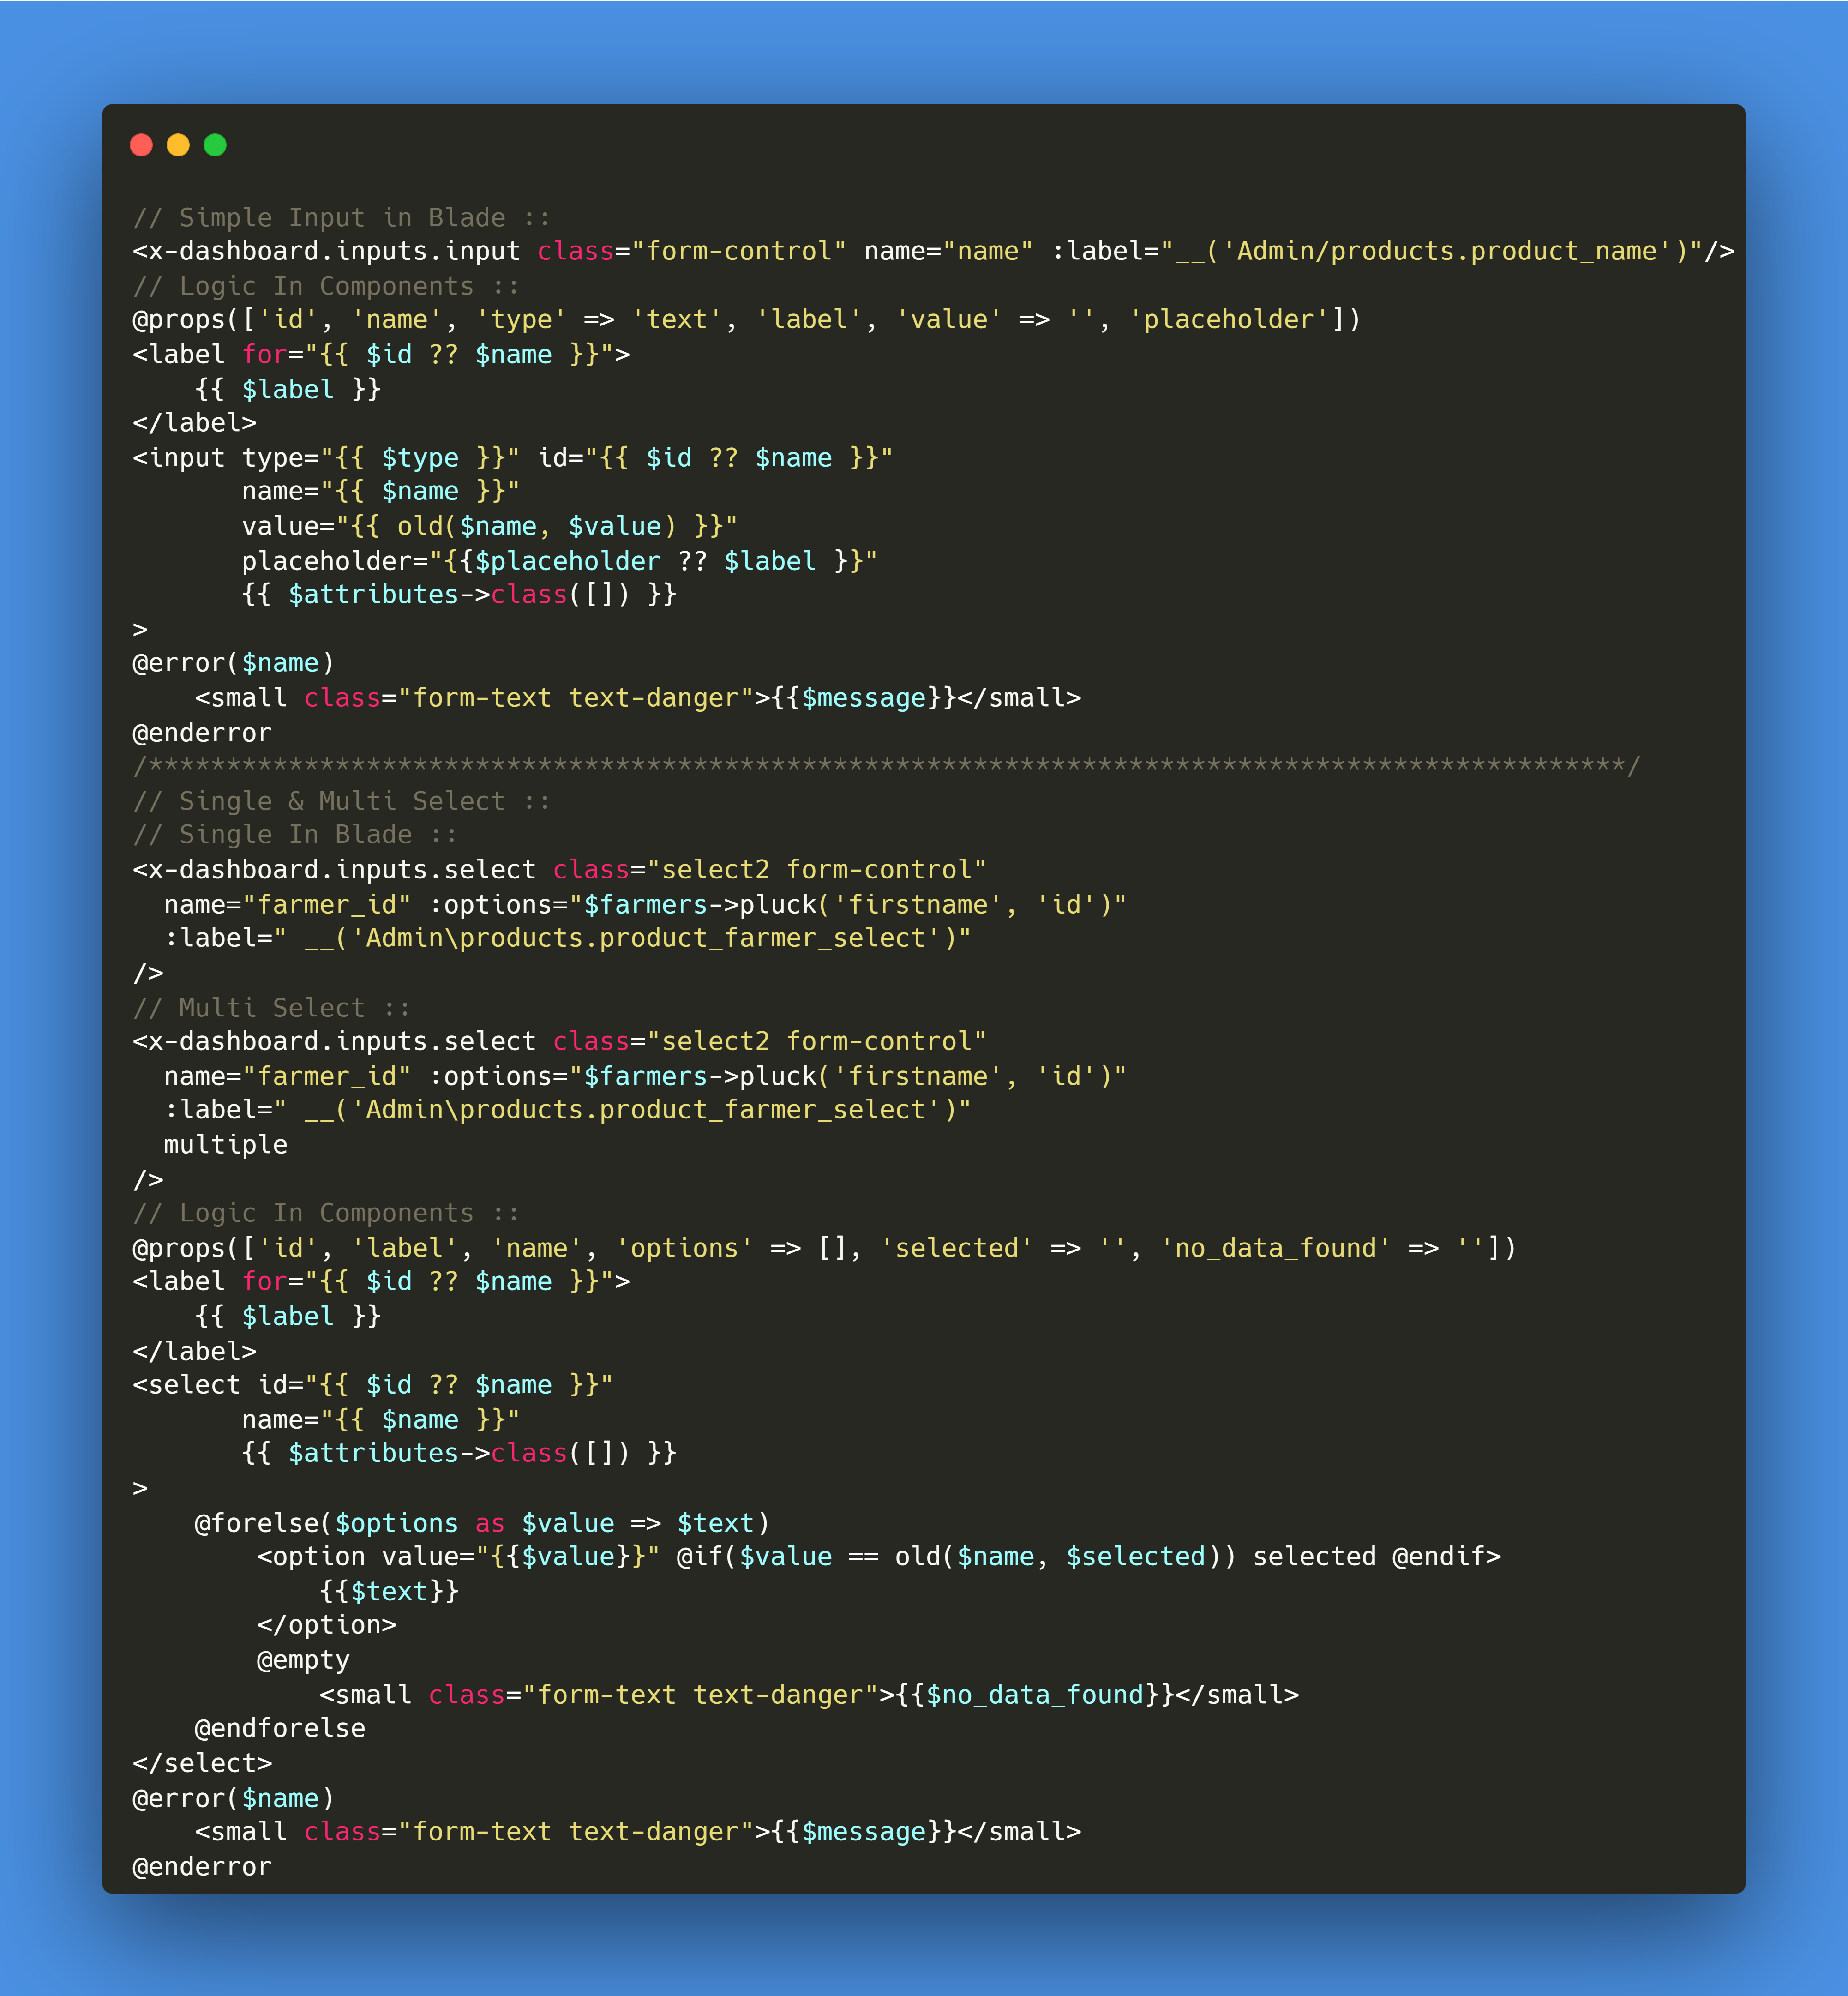 // Simple Input in Blade ::
<x-dashboard.inputs.input class="form-control" name="name" :label="__('Admin/products.product_name')"/>
// Logic In Components ::
@props(['id', 'name', 'type' => 'text', 'label', 'value' => '', 'placeholder'])
<label for="{{ $id ?? $name }}">
    {{ $label }}
</label>
<input type="{{ $type }}" id="{{ $id ?? $name }}"
       name="{{ $name }}"
       value="{{ old($name, $value) }}"
       placeholder="{{$placeholder ?? $label }}"
       {{ $attributes->class([]) }}
>
@error($name)
    <small class="form-text text-danger">{{$message}}</small>
@enderror
/***********************************************************************************************/
// Single & Multi Select ::
// Single In Blade ::
<x-dashboard.inputs.select class="select2 form-control"
  name="farmer_id" :options="$farmers->pluck('firstname', 'id')"
  :label=" __('Admin\products.product_farmer_select')"
/>
// Multi Select ::
<x-dashboard.inputs.select class="select2 form-control"
  name="farmer_id" :options="$farmers->pluck('firstname', 'id')"
  :label=" __('Admin\products.product_farmer_select')"
  multiple
/>
// Logic In Components ::
@props(['id', 'label', 'name', 'options' => [], 'selected' => '', 'no_data_found' => ''])
<label for="{{ $id ?? $name }}">
    {{ $label }}
</label>
<select id="{{ $id ?? $name }}"
       name="{{ $name }}"
       {{ $attributes->class([]) }}
>
    @forelse($options as $value => $text)
        <option value="{{$value}}" @if($value == old($name, $selected)) selected @endif>
            {{$text}}
        </option>
        @empty
            <small class="form-text text-danger">{{$no_data_found}}</small>
    @endforelse
</select>
@error($name)
    <small class="form-text text-danger">{{$message}}</small>
@enderror